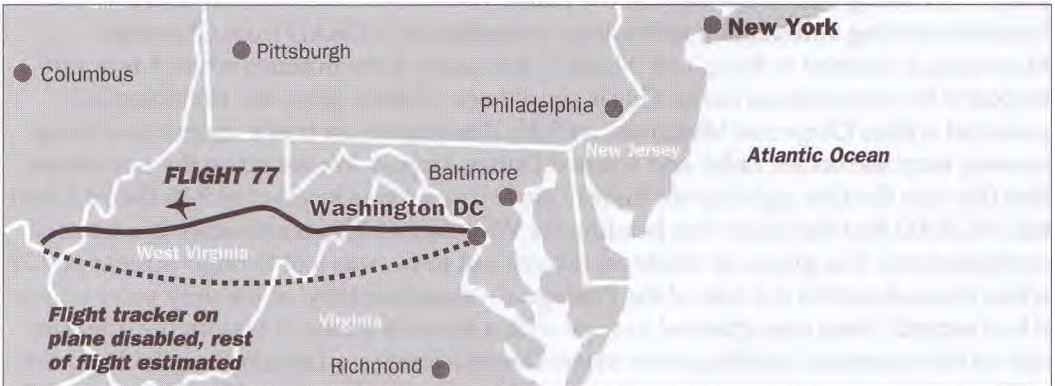 Ohio
New York
Pittsburgh
Columbus
Philadelphia
New Jersey
Atlantic Ocean
Baltimore
FLIGHT 77
Washington DC
West Virginia
Flight tracker on
plane disabled, rest
of flight estimated
Virginia
Richmond